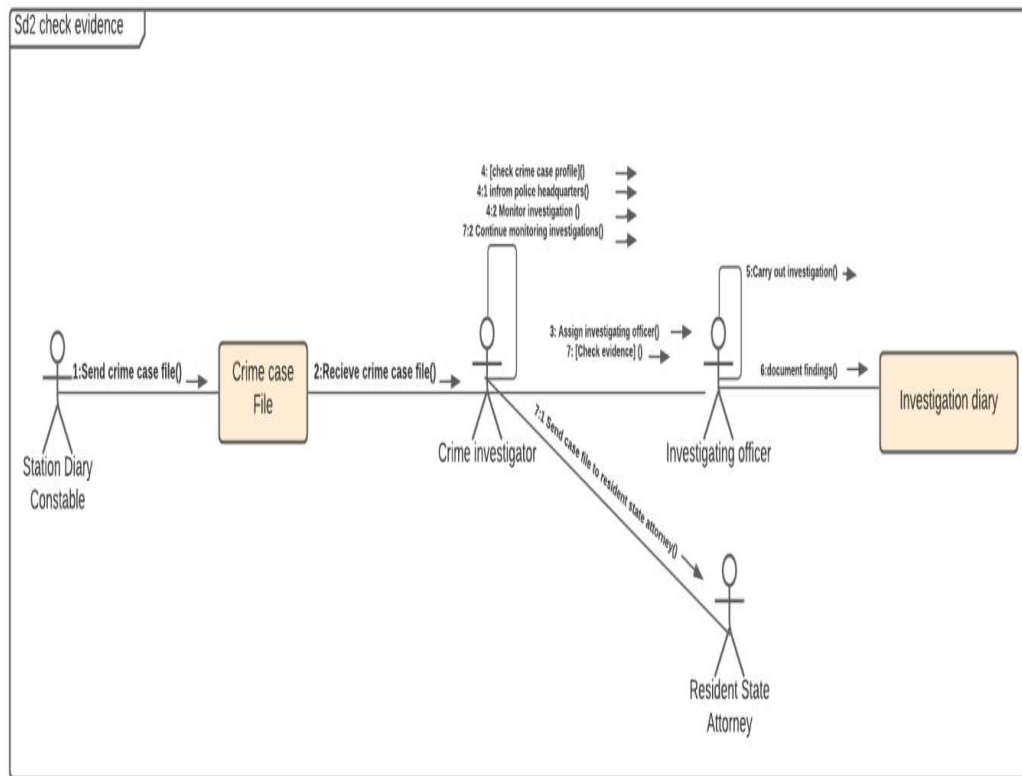 Sd2 check evidence
4: [check crime case profile]()
4:1 infrom police headquarters()
4:2 Monitor investigation ()
7:2 Continue monitoring investigations()
5:Carry out investigation()
3: Assign investigating officer()
7: [Check evidence] ()
1:Send crime case file()
Crime case
File
2:Recieve crime case file()
6:document findings()
Investigation diary
Station Diary
Constable
Crime investigator
Investigating officer
7:1 Send case file to resident state attorney()
Resident State
Attorney